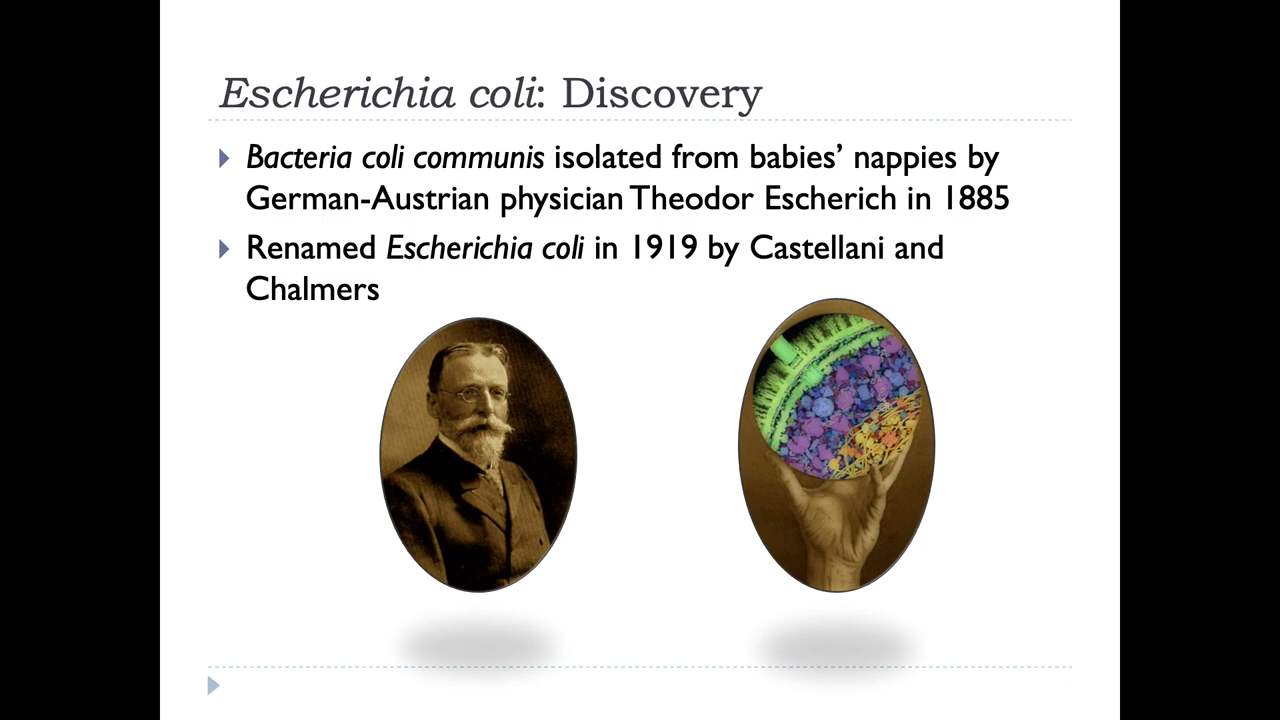 Escherichia coli: Discovery
Bacteria coli communis isolated from babies’ nappies by
German-Austrian physician Theodor Escherich in 1885
Renamed Escherichia coli in 1919 by Castellani and
Chalmers